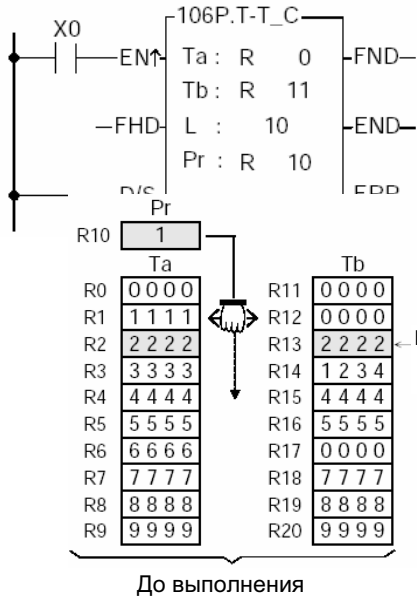 106P.T-T_C
X0
EN↑ Ta : R 0 FND
Tb : R 11
FHD L : 10 END
Pr : R 10
Pr
R10 1
Ta Tb
R0 0000 R11 0000
R1 1111 R12 0000
R2 2222 R13 2222
R3 3333 R14 1234
R4 4444 R15 4444
R5 5555 R16 5555
R6 6666 R17 0000
R7 7777 R18 7777
R8 8888 R19 8888
R9 9999 R20 9999
До выполнения